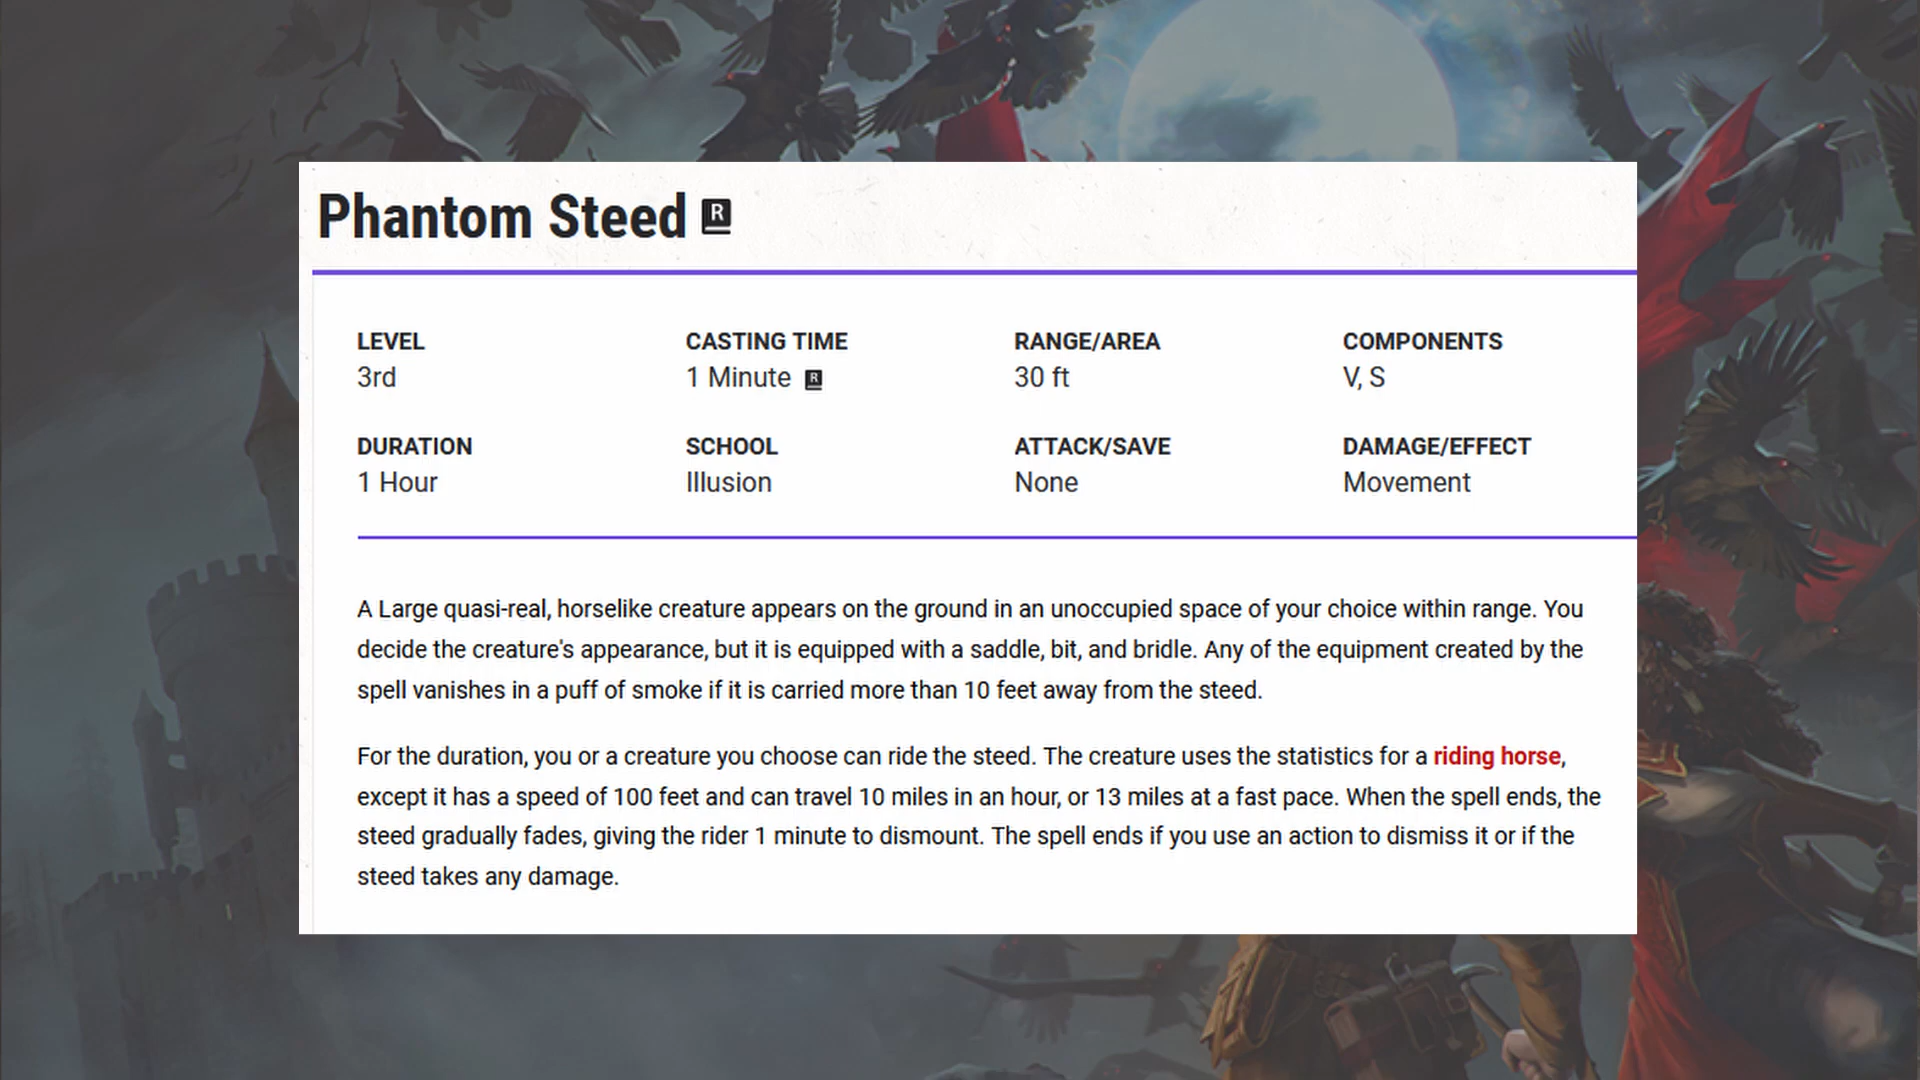 Phantom Steed R
LEVEL CASTING TIME RANGE/AREA COMPONENTS
3rd 1 Minute R 30 ft V, S
DURATION SCHOOL ATTACK/SAVE DAMAGE/EFFECT
1 Hour Illusion None Movement
A Large quasi-real, horselike creature appears on the ground in an unoccupied space of your choice within range. You
decide the creature's appearance, but it is equipped with a saddle, bit, and bridle. Any of the equipment created by the
spell vanishes in a puff of smoke if it is carried more than 10 feet away from the steed.
For the duration, you or a creature you choose can ride the steed. The creature uses the statistics for a riding horse,
except it has a speed of 100 feet and can travel 10 miles in an hour, or 13 miles at a fast pace. When the spell ends, the
steed gradually fades, giving the rider 1 minute to dismount. The spell ends if you use an action to dismiss it or if the
steed takes any damage.